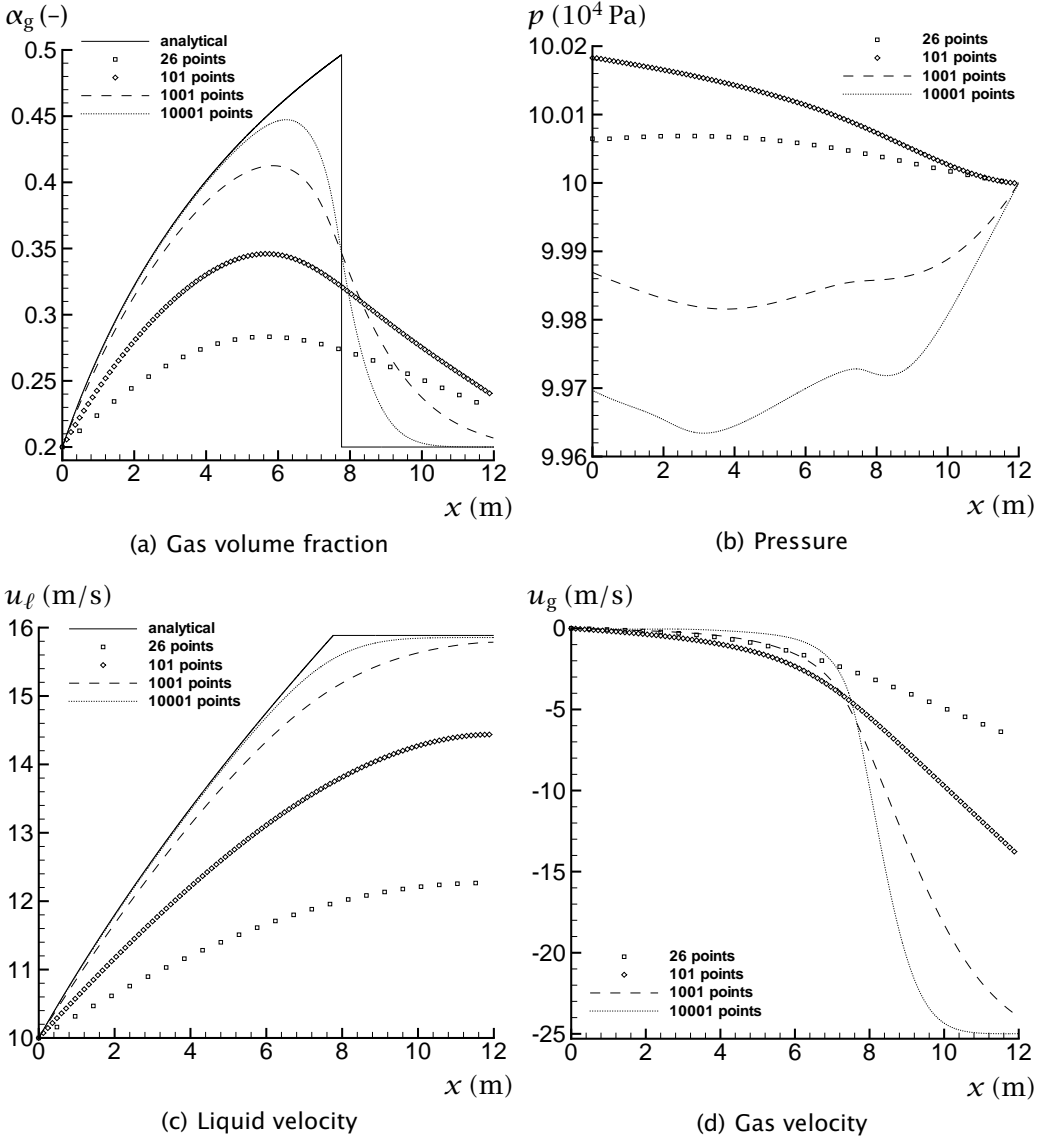 αg (–)
analytical
26 points
101 points
1001 points
10001 points
0.5
0.45
0.4
0.35
0.3
0.25
0.2
0 2 4 6 8 10 12
x (m)
(a) Gas volume fraction
p (10⁴ Pa)
26 points
101 points
1001 points
10001 points
10.02
10.01
10
9.99
9.98
9.97
9.96
0 2 4 6 8 10 12
x (m)
(b) Pressure
uℓ (m/s)
analytical
26 points
101 points
1001 points
10001 points
16
15
14
13
12
11
10
0 2 4 6 8 10 12
x (m)
(c) Liquid velocity
ug (m/s)
0
-5
-10
-15
-20
-25
26 points
101 points
1001 points
10001 points
0 2 4 6 8 10 12
x (m)
(d) Gas velocity